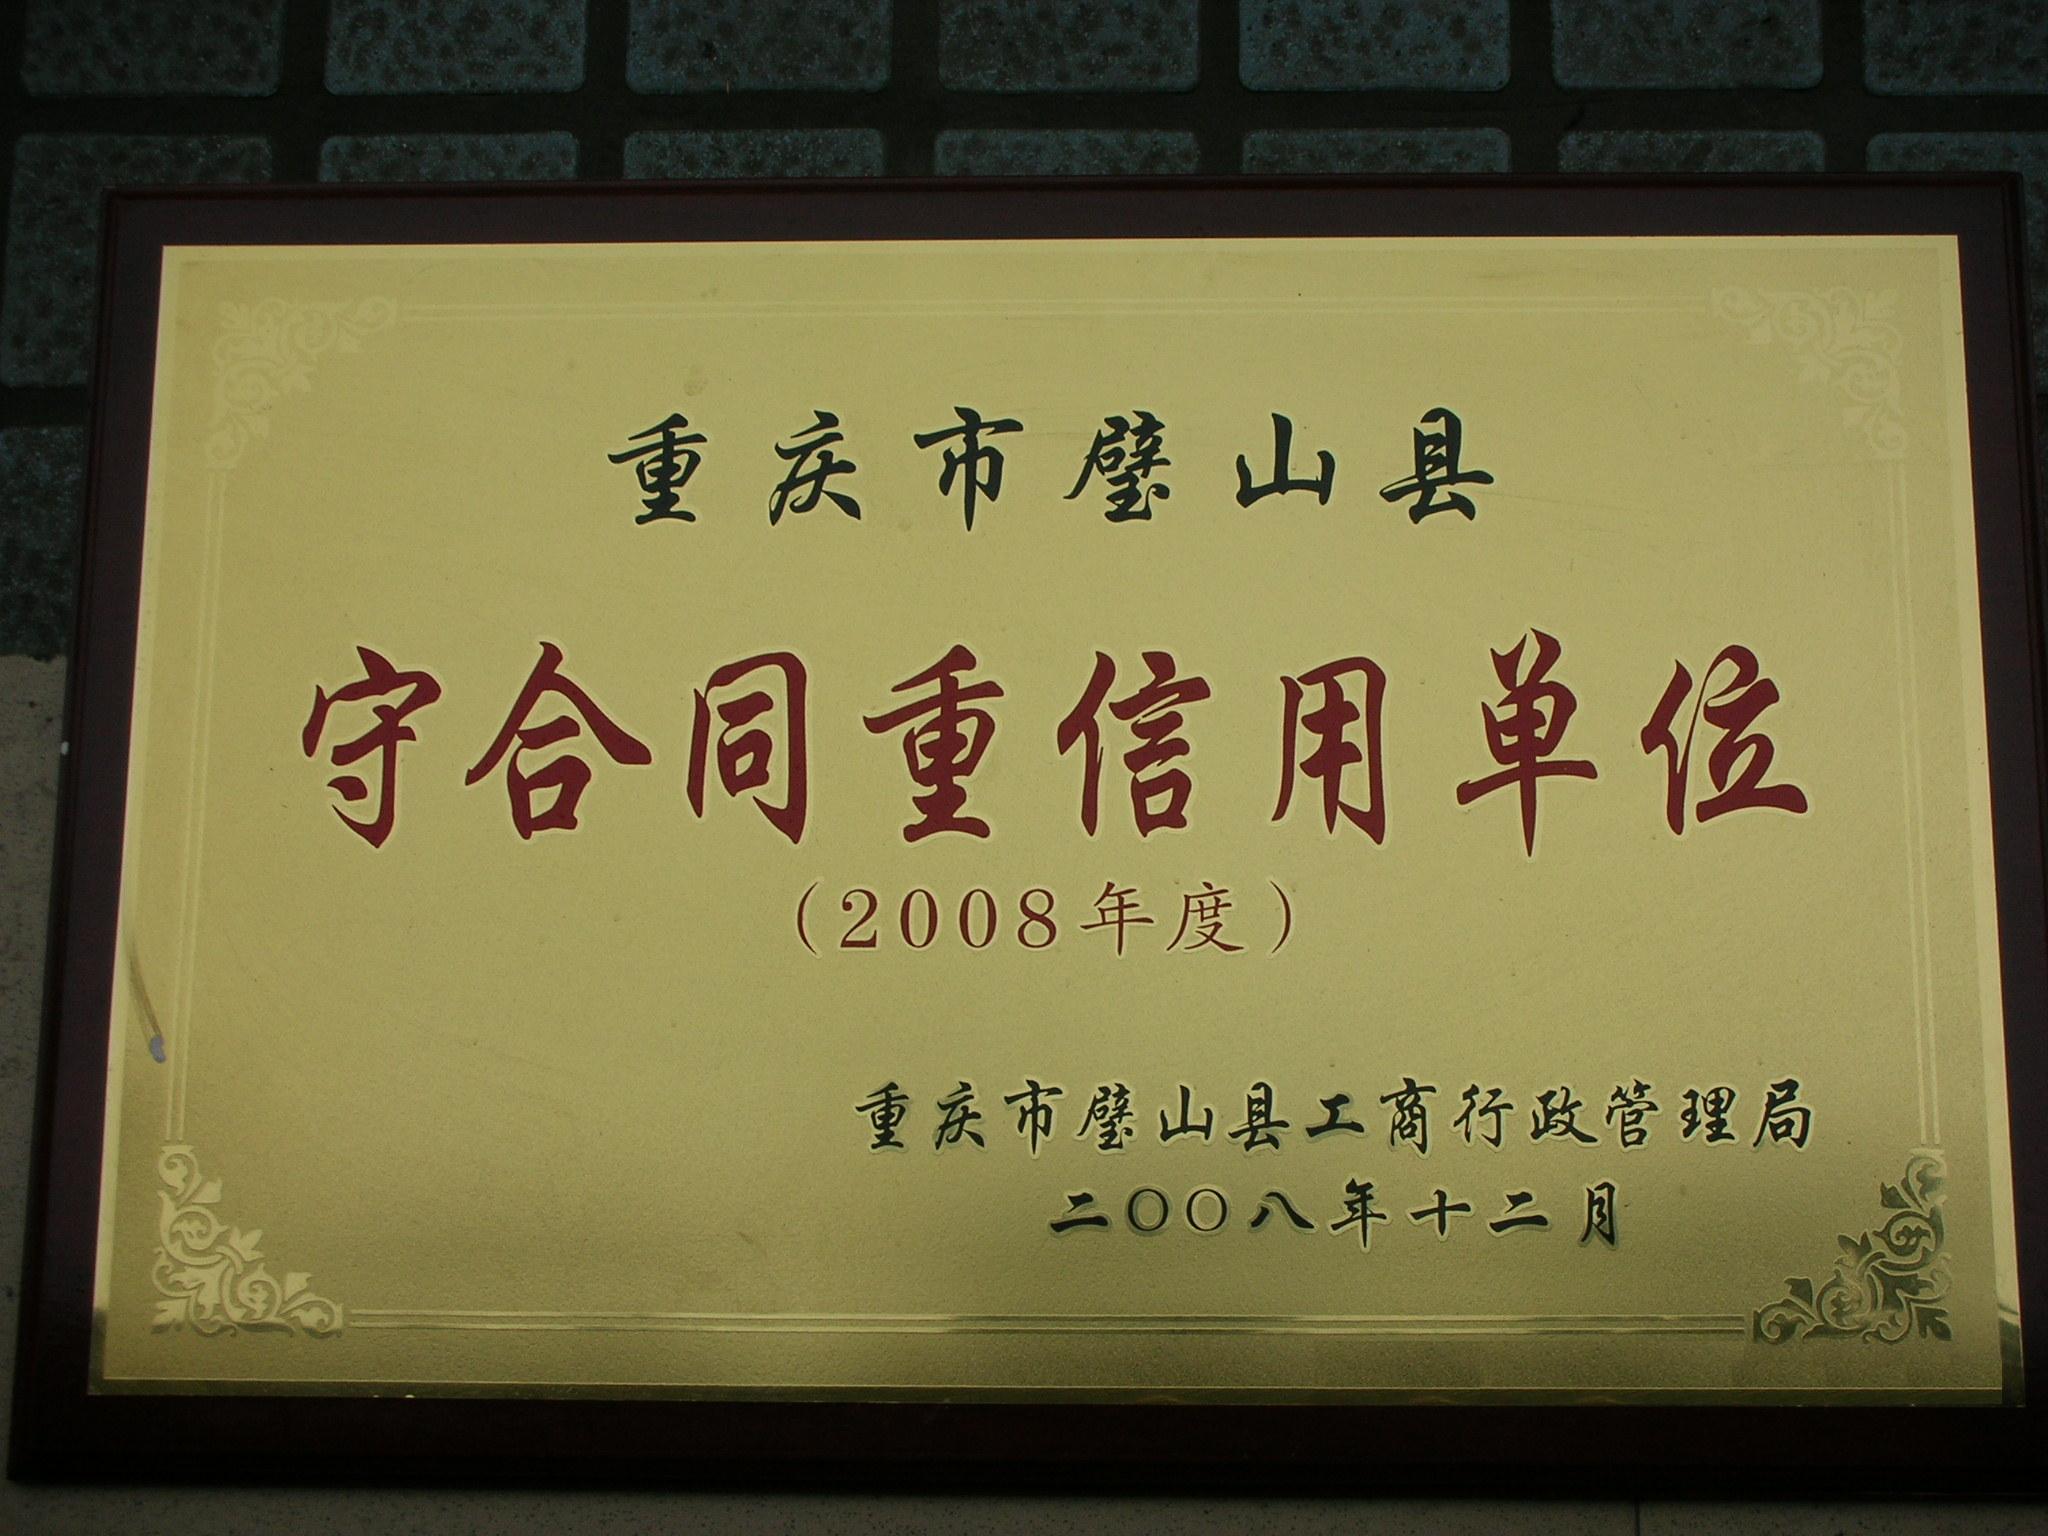 重庆市璧山县
守合同重信用单位
（2008年度）
重庆市璧山县工商行政管理局
二〇〇八年十二月